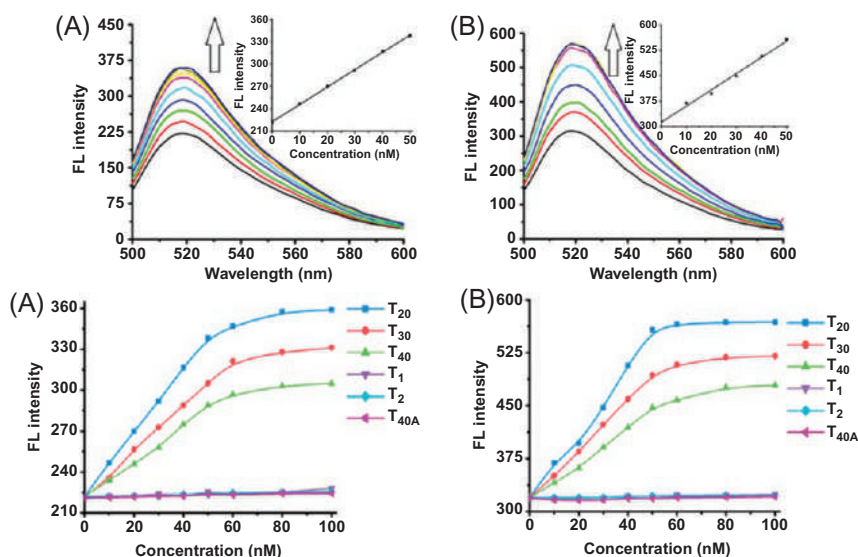 (A)
FL intensity
450
375
300
225
150
75
0
500 520 540 560 580 600
Wavelength (nm)
FL intensity
360
330
300
270
240
210
0 10 20 30 40 50
Concentration (nM)
(B)
FL intensity
600
500
400
300
200
100
0
500 520 540 560 580 600
Wavelength (nm)
FL intensity
600
525
450
375
300
0 10 20 30 40 50
Concentration (nM)
(A)
FL intensity
360
330
300
270
240
210
0 20 40 60 80 100
Concentration (nM)
T20
T30
T40
T1
T2
T40A
(B)
FL intensity
600
525
450
375
300
0 20 40 60 80 100
Concentration (nM)
T20
T30
T40
T1
T2
T40A